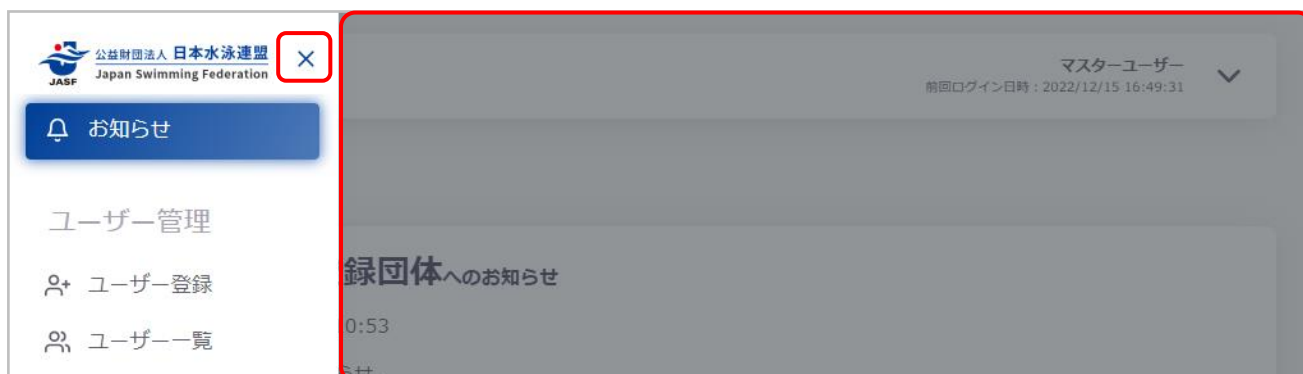 公益財団法人 日本水泳連盟
Japan Swimming Federation
JASF
お知らせ
ユーザー管理
ユーザー登録
ユーザー一覧
マスターユーザー
前回ログイン日時：2022/12/15 16:49:31
録団体へのお知らせ
0:53
らせ